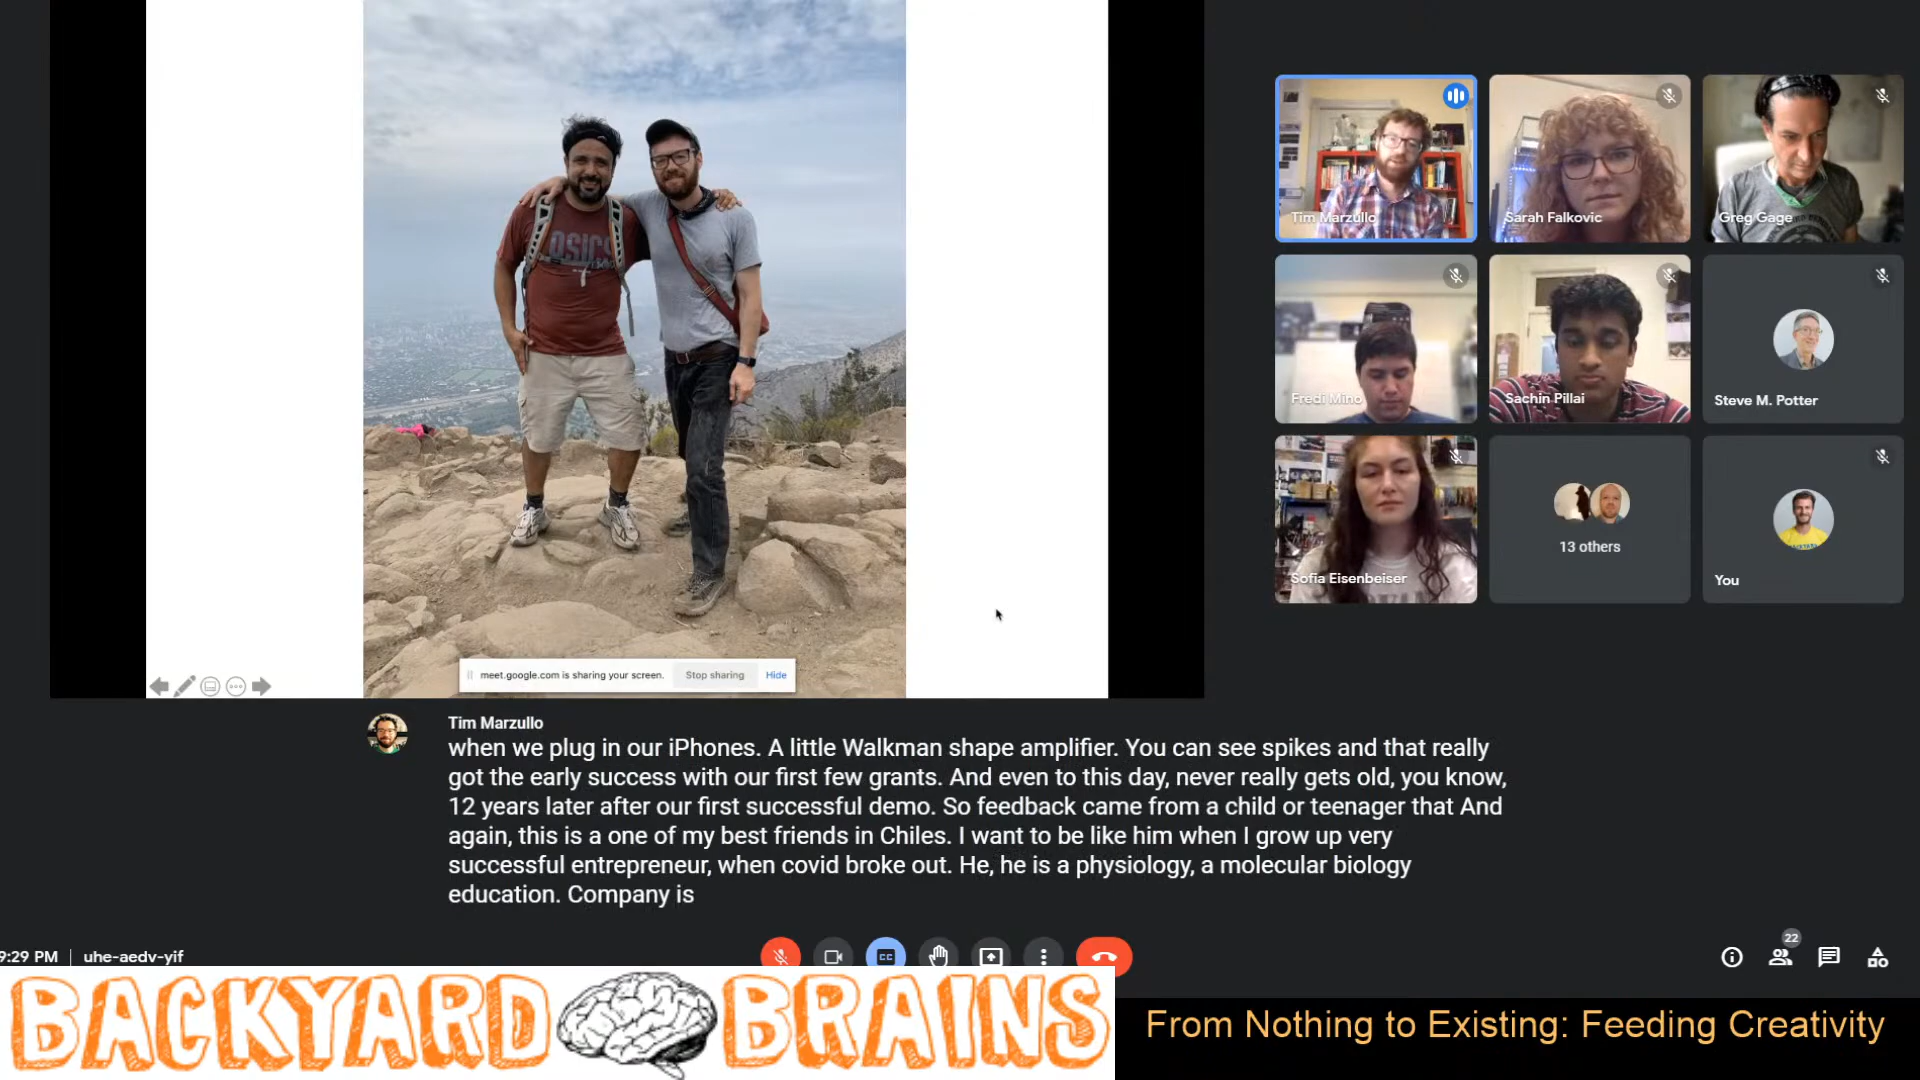 OSICS
Tim Marzullo
Sarah Falkovic
Greg Gage
Fredi Mino
Sachin Pillai
Steve M. Potter
Sofia Eisenbeiser
13 others
You
meet.google.com is sharing your screen.
Stop sharing
Hide
Tim Marzullo
when we plug in our iPhones. A little Walkman shape amplifier. You can see spikes and that really
got the early success with our first few grants. And even to this day, never really gets old, you know,
12 years later after our first successful demo. So feedback came from a child or teenager that And
again, this is a one of my best friends in Chiles. I want to be like him when I grow up very
successful entrepreneur, when covid broke out. He, he is a physiology, a molecular biology
education. Company is
9:29 PM | uhe-aedv-yif
CC
22
BACKYARD BRAINS
From Nothing to Existing: Feeding Creativity